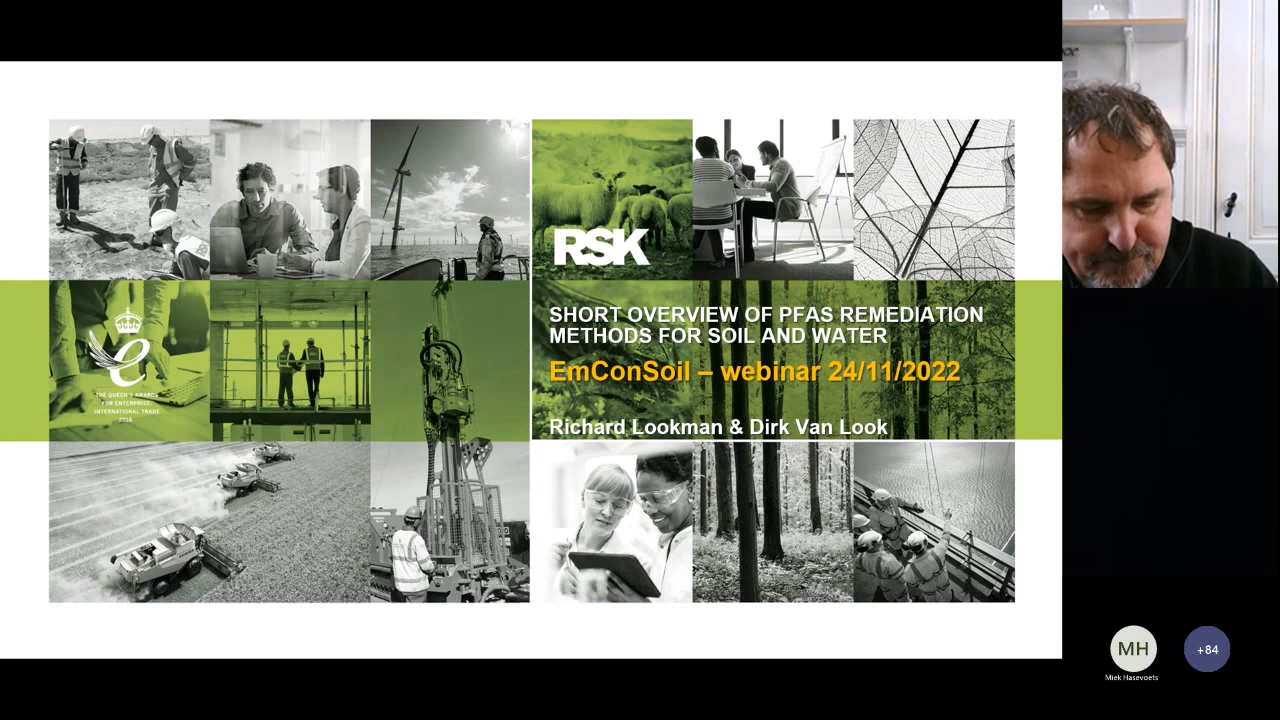 RSK
SHORT OVERVIEW OF PFAS REMEDIATION
METHODS FOR SOIL AND WATER
EmConSoil – webinar 24/11/2022
Richard Lookman & Dirk Van Look
THE QUEEN'S AWARDS
FOR ENTERPRISE:
INTERNATIONAL TRADE
2016
MH
+84
Miek Hasevoets